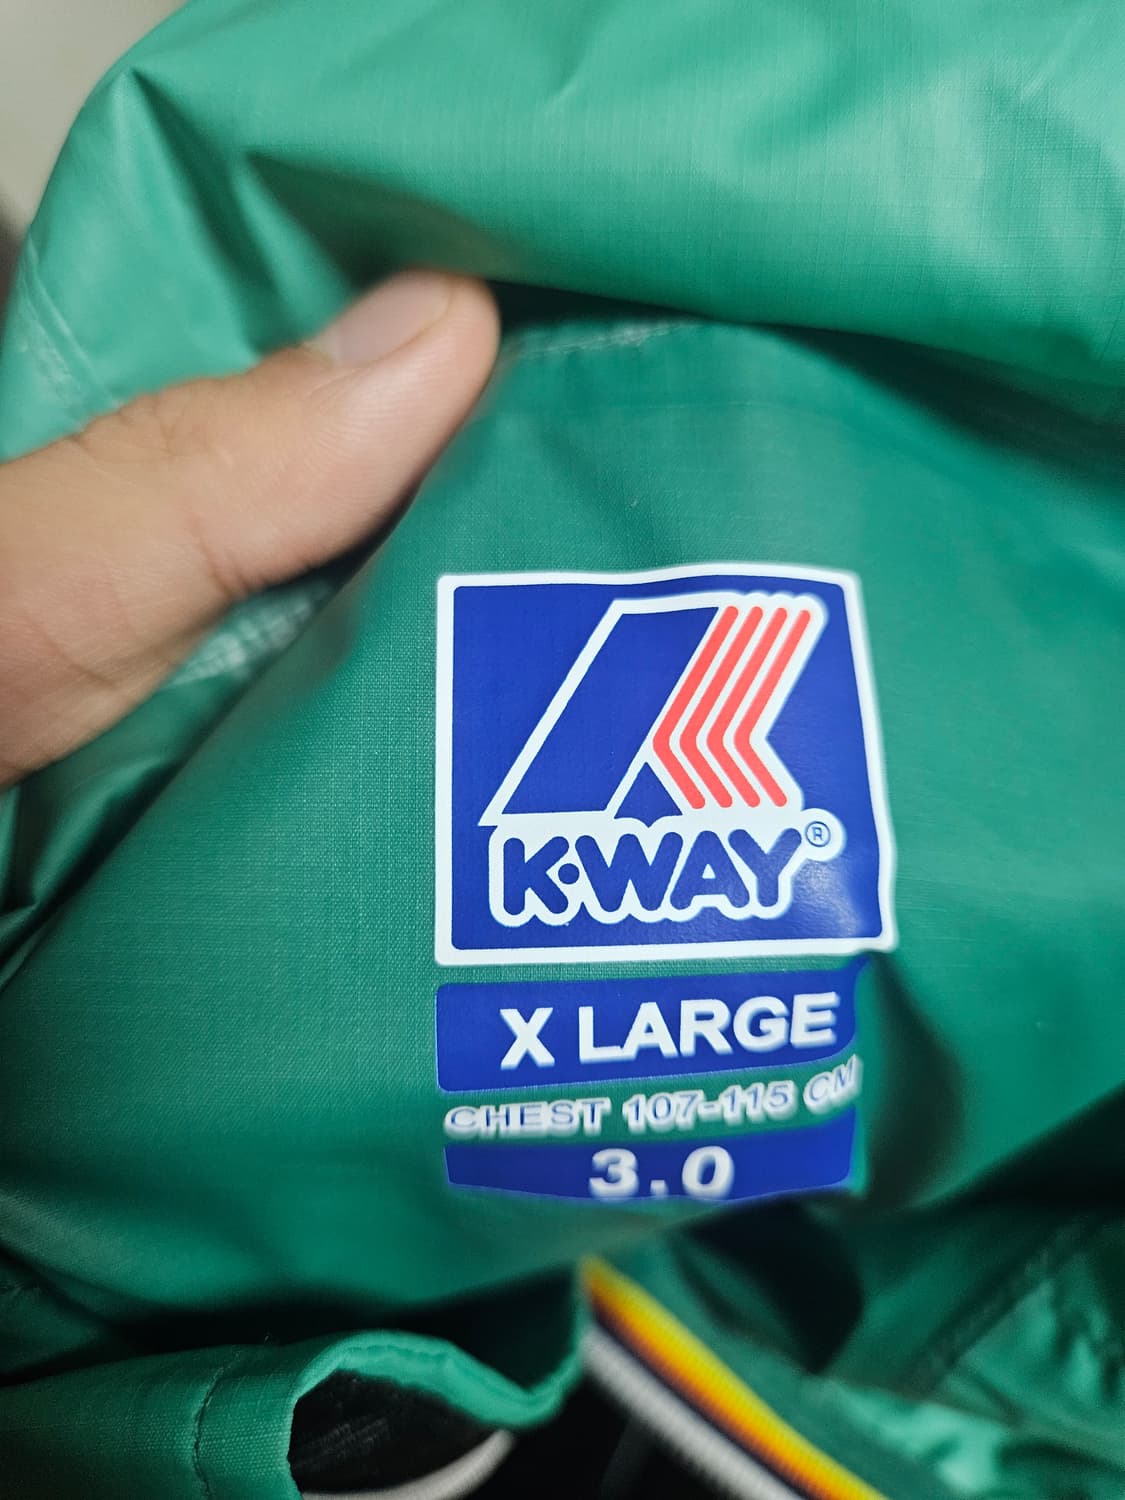 K·WAY®
X LARGE
CHEST 107-115 CM
3.0